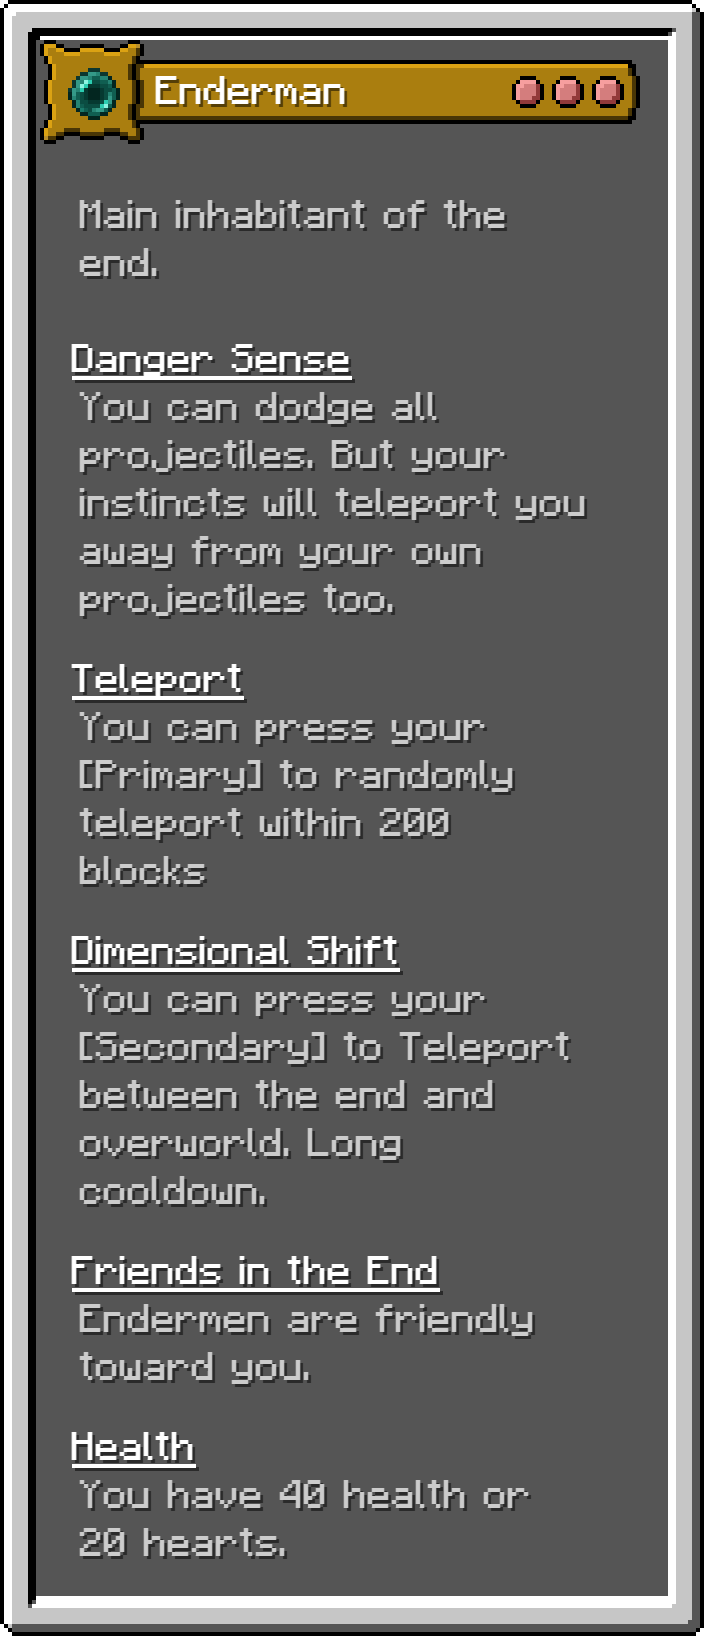 Enderman
Main inhabitant of the
end.
Danger Sense
You can dodge all
projectiles. But your
instincts will teleport you
away from your own
projectiles too.
Teleport
You can press your
[Primary] to randomly
teleport within 200
blocks
Dimensional Shift
You can press your
[Secondary] to Teleport
between the end and
overworld. Long
cooldown.
Friends in the End
Endermen are friendly
toward you.
Health
You have 40 health or
20 hearts.